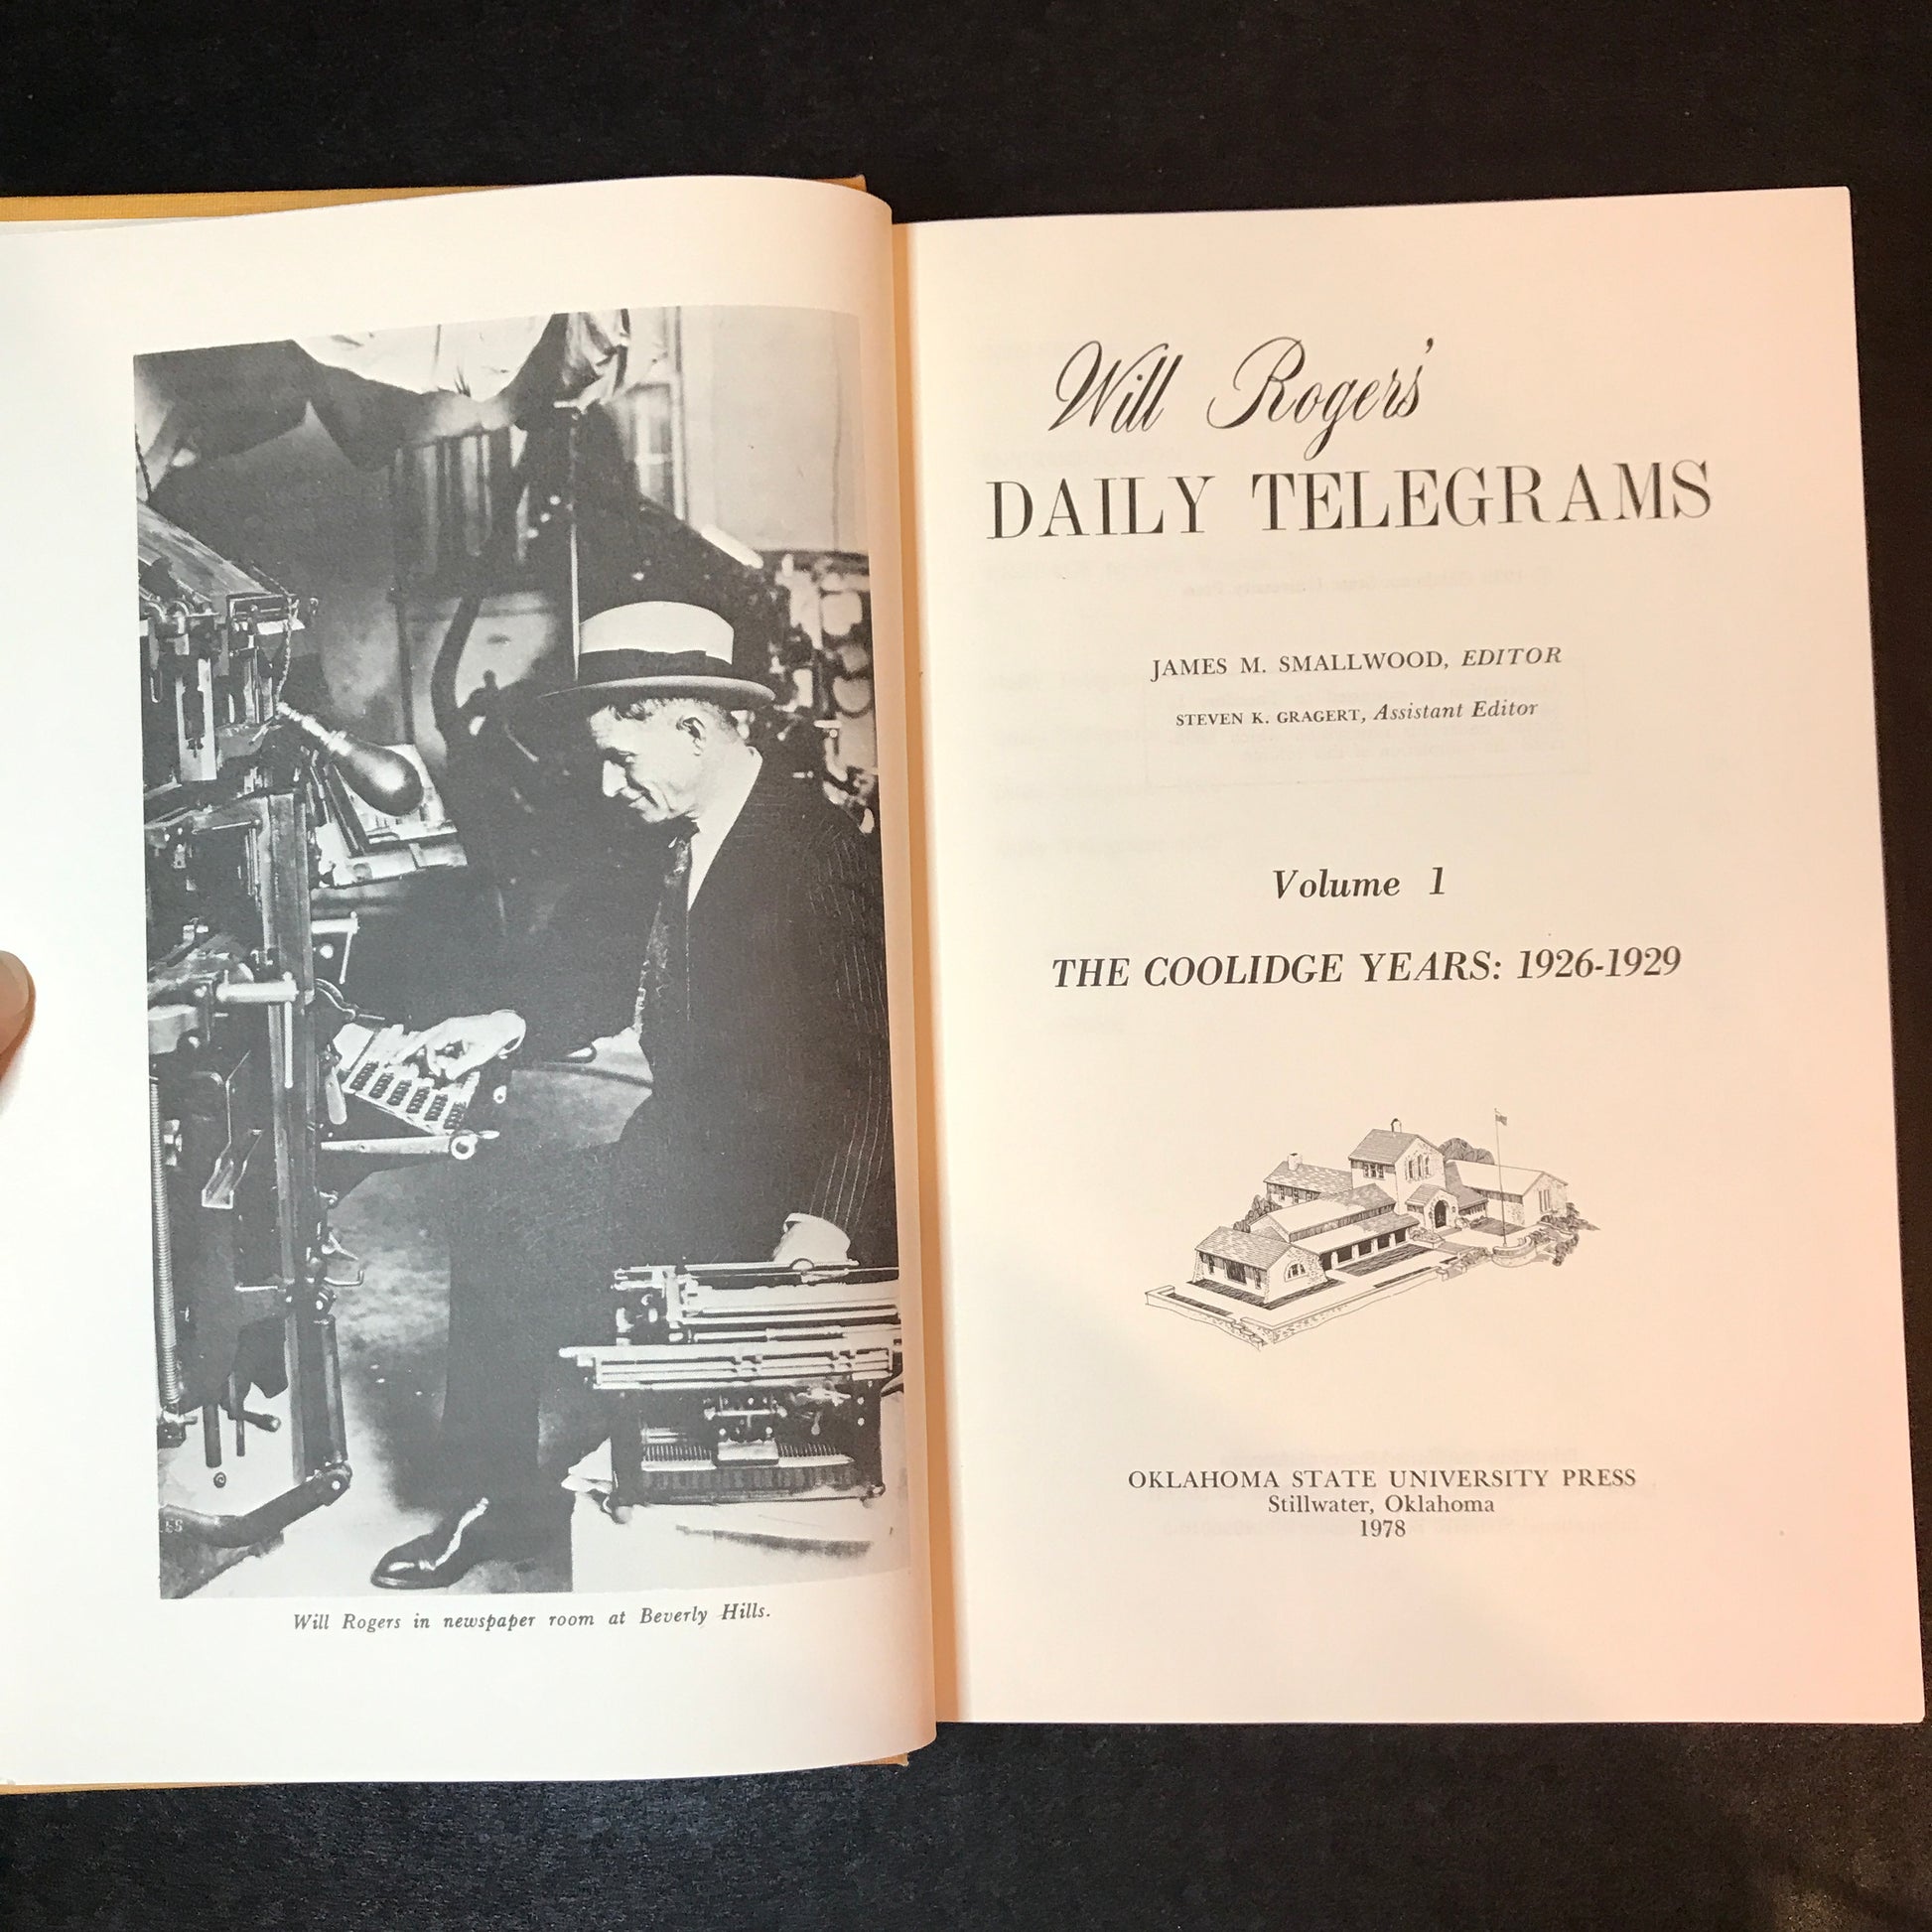 Will Rogers in newspaper room at Beverly Hills.
Will Rogers'
DAILY TELEGRAMS
JAMES M. SMALLWOOD, EDITOR
STEVEN K. GRAGERT, Assistant Editor
Volume 1
THE COOLIDGE YEARS: 1926-1929
OKLAHOMA STATE UNIVERSITY PRESS
Stillwater, Oklahoma
1978